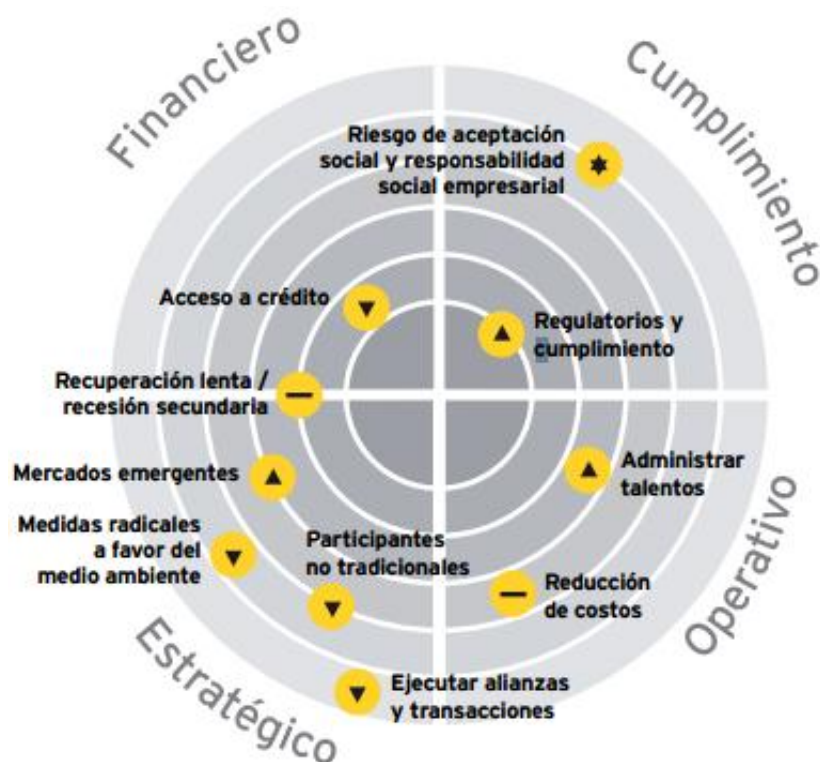 Financiero
Cumplimiento
Riesgo de aceptación
social y responsabilidad
social empresarial
Acceso a crédito
Regulatorios y
cumplimiento
Recuperación lenta /
recesión secundaria
Mercados emergentes
Administrar
talentos
Medidas radicales
a favor del
medio ambiente
Participantes
no tradicionales
Reducción
de costos
Ejecutar alianzas
y transacciones
Estratégico
Operativo